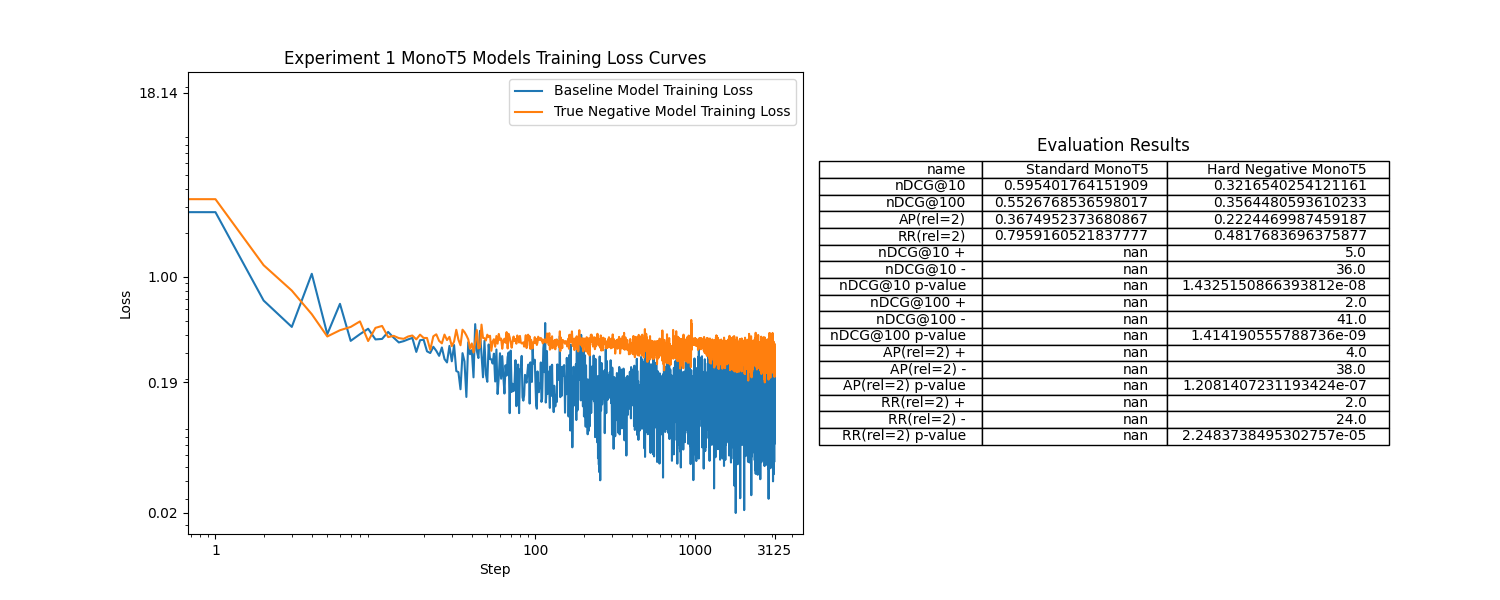 Experiment 1 MonoT5 Models Training Loss Curves
18.14
1.00
0.19
0.02
Loss
Baseline Model Training Loss
True Negative Model Training Loss
1 100 1000 3125
Step
Evaluation Results
name Standard MonoT5 Hard Negative MonoT5
nDCG@10 0.595401764151909 0.3216540254121161
nDCG@100 0.5526768536598017 0.3564480593610233
AP(rel=2) 0.3674952373680867 0.2224469987459187
RR(rel=2) 0.7959160521837777 0.4817683696375877
nDCG@10 + nan 5.0
nDCG@10 - nan 36.0
nDCG@10 p-value nan 1.4325150866393812e-08
nDCG@100 + nan 2.0
nDCG@100 - nan 41.0
nDCG@100 p-value nan 1.414190555788736e-09
AP(rel=2) + nan 4.0
AP(rel=2) - nan 38.0
AP(rel=2) p-value nan 1.2081407231193424e-07
RR(rel=2) + nan 2.0
RR(rel=2) - nan 24.0
RR(rel=2) p-value nan 2.2483738495302757e-05